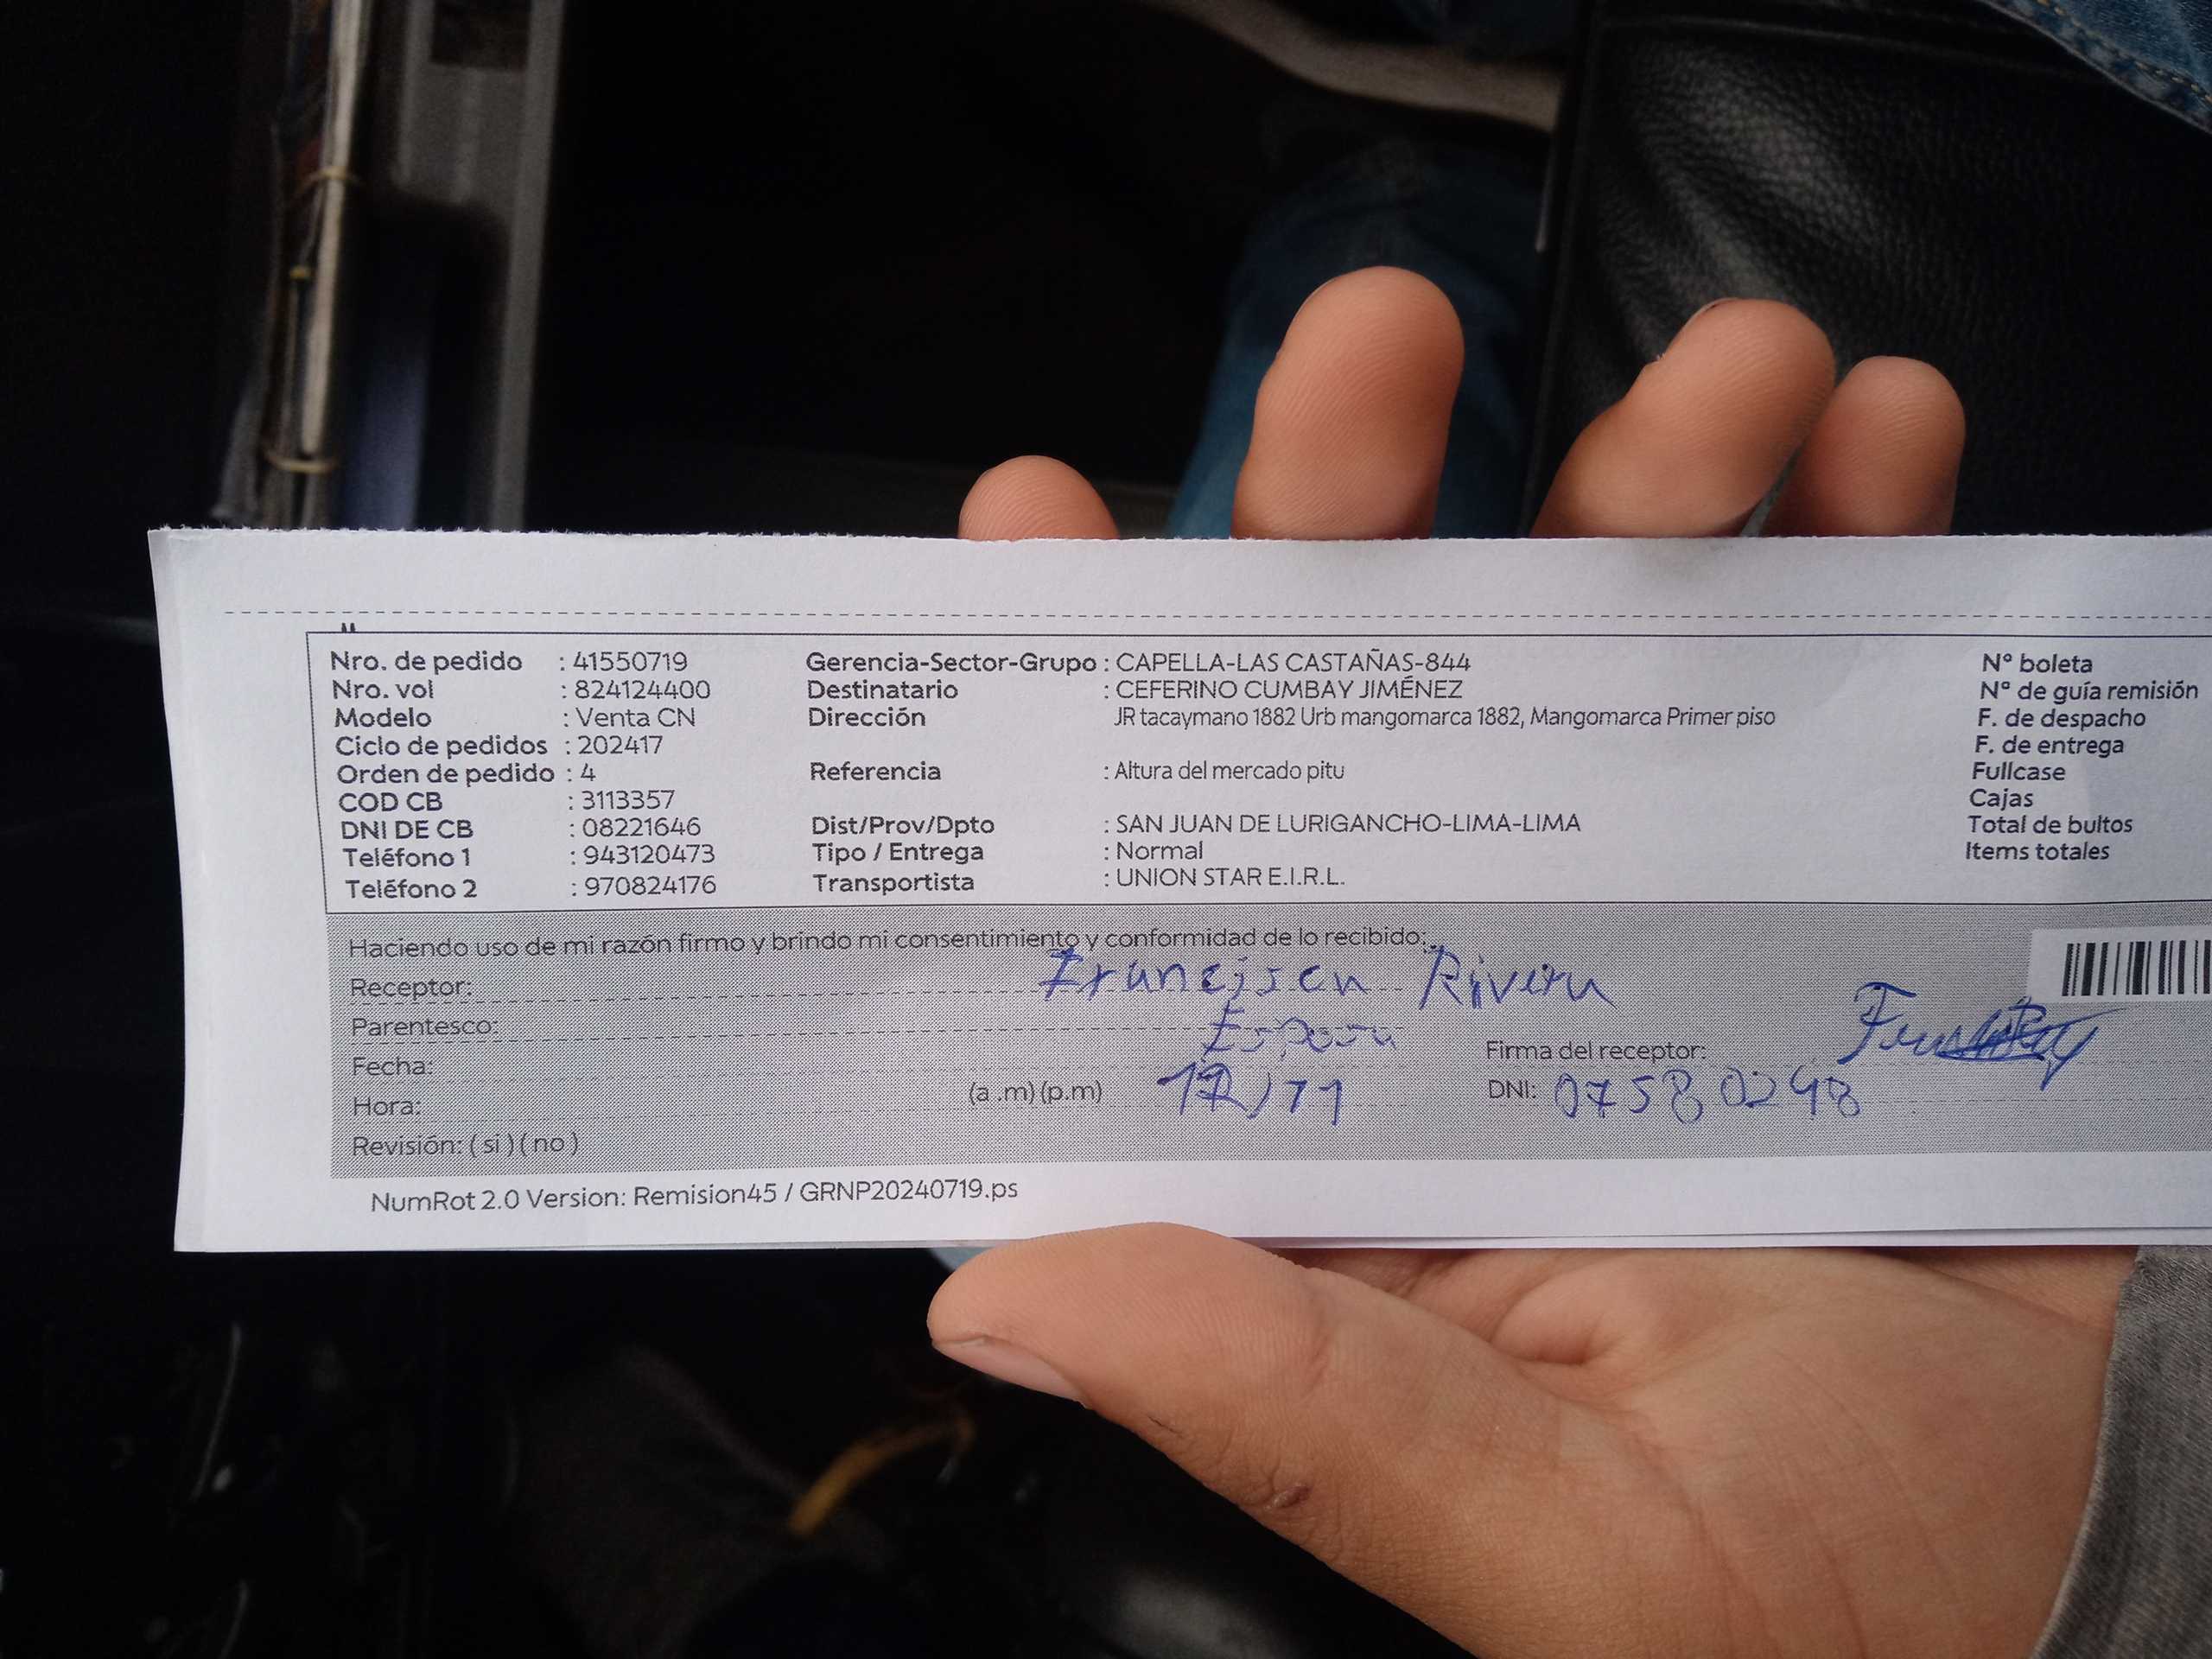 Nro. de pedido : 41550719
Nro. vol : 824124400
Modelo : Venta CN
Ciclo de pedidos : 202417
Orden de pedido : 4
COD CB : 3113357
DNI DE CB : 08221646
Teléfono 1 : 943120473
Teléfono 2 : 970824176
Gerencia-Sector-Grupo : CAPELLA-LAS CASTAÑAS-844
Destinatario : CEFERINO CUMBAY JIMÉNEZ
Dirección JR tacaymano 1882 Urb mangomarca 1882, Mangomarca Primer piso
Referencia : Altura del mercado pitu
Dist/Prov/Dpto : SAN JUAN DE LURIGANCHO-LIMA-LIMA
Tipo / Entrega : Normal
Transportista : UNION STAR E.I.R.L.
N° boleta
N° de guía remisión
F. de despacho
F. de entrega
Fullcase
Cajas
Total de bultos
Items totales
Haciendo uso de mi razón firmo y brindo mi consentimiento y conformidad de lo recibido:
Receptor: Francisca Rivera
Parentesco: Esposa
Fecha:
Firma del receptor:
Hora: (a .m) (p.m) 12/11
DNI: 07580248
Revisión: ( si ) ( no )
NumRot 2.0 Version: Remision45 / GRNP20240719.ps